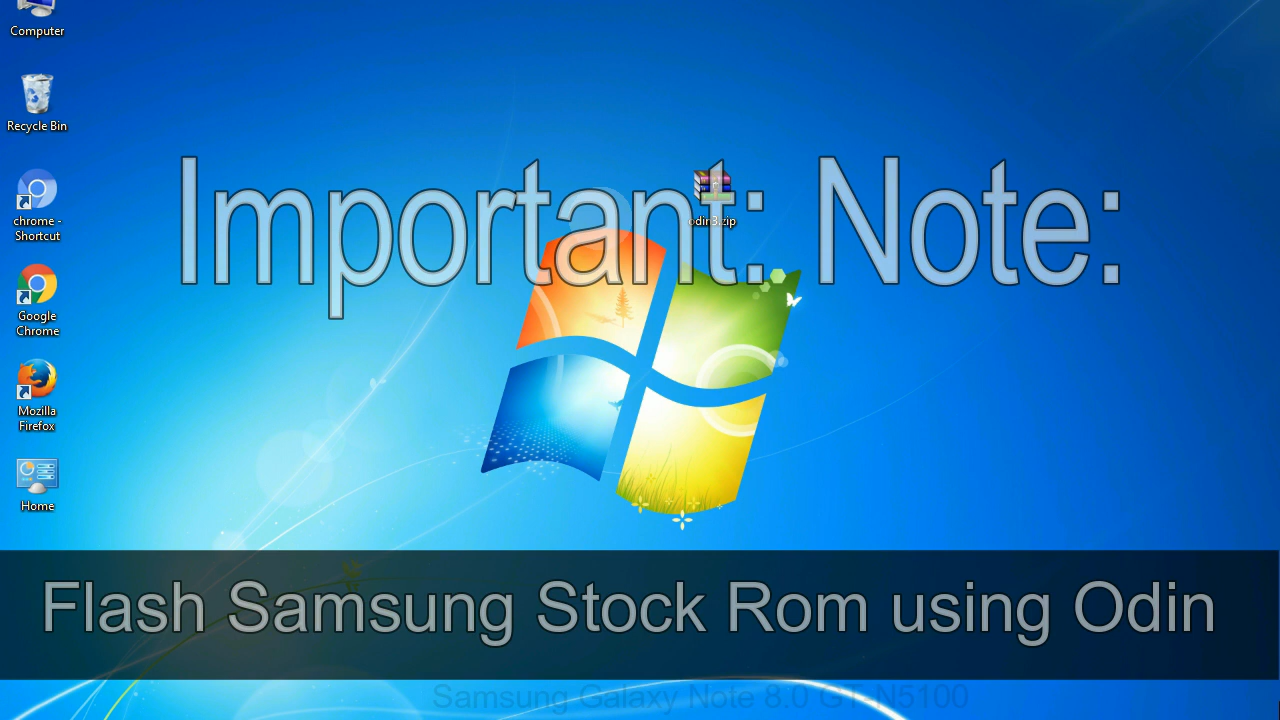 Computer
Recycle Bin
chrome -
Shortcut
Google
Chrome
Mozilla
Firefox
Home
odin3.zip
Important: Note:
Flash Samsung Stock Rom using Odin
Samsung Galaxy Note 8.0 GT-N5100